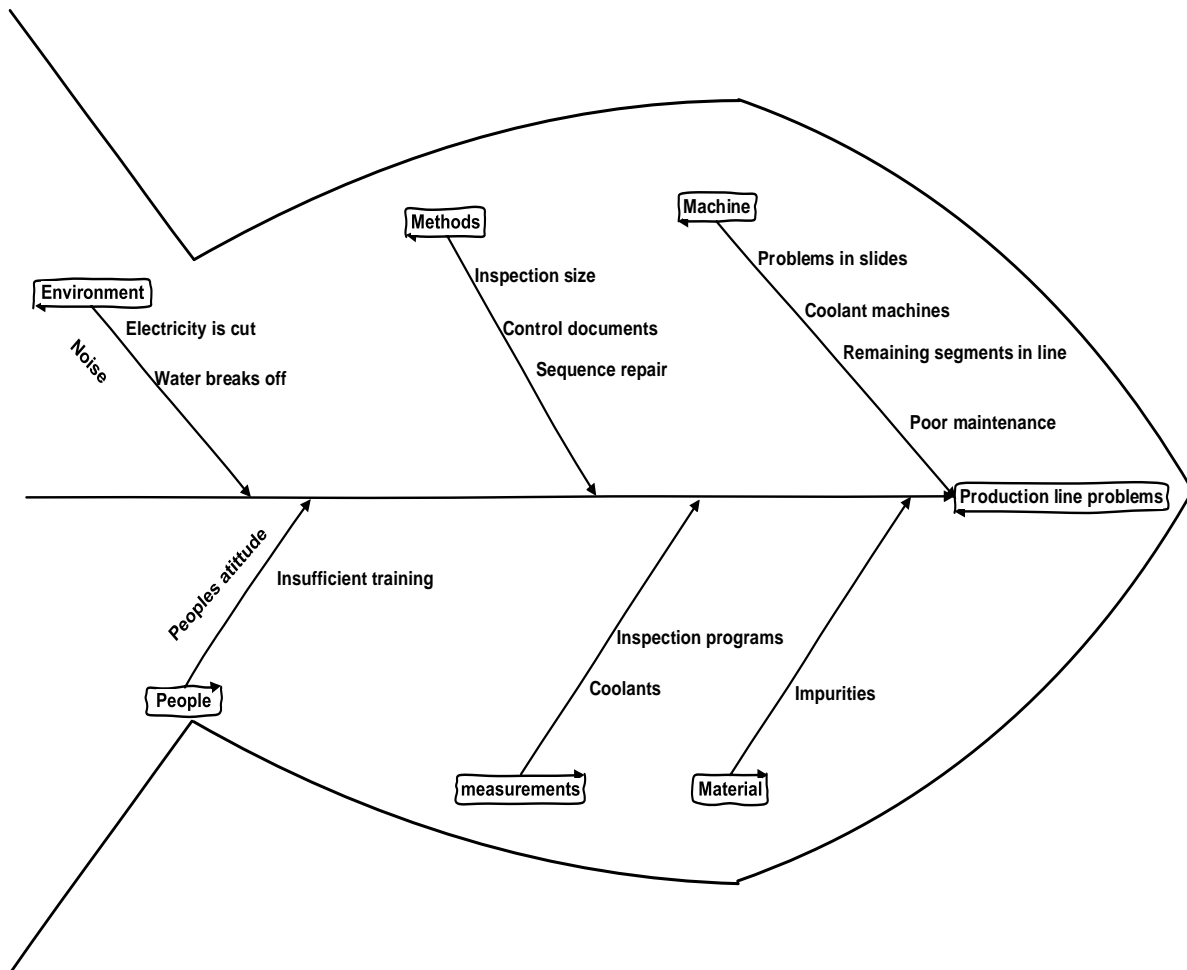 Machine
Methods
Problems in slides
Inspection size
Environment
Coolant machines
Electricity is cut
Control documents
Remaining segments in line
Noise
Sequence repair
Water breaks off
Poor maintenance
Production line problems
Peoples atittude
Insufficient training
Inspection programs
Coolants
Impurities
People
measurements
Material